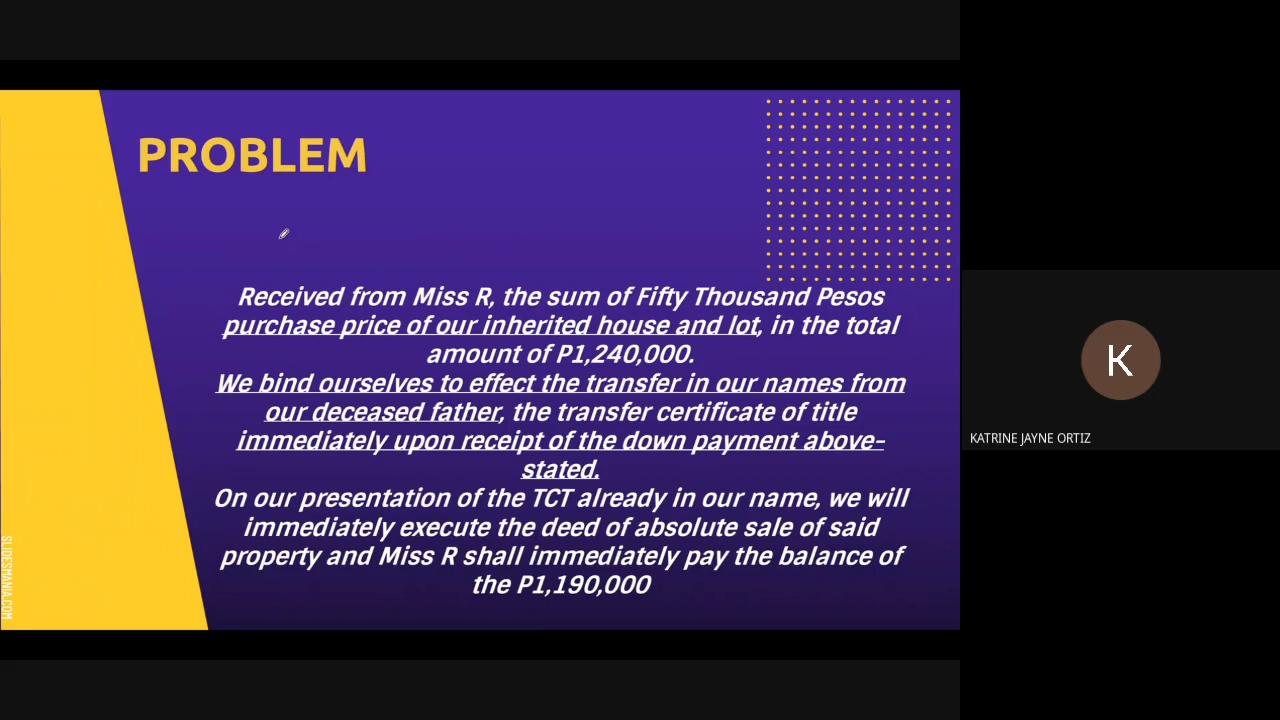 PROBLEM
Received from Miss R, the sum of Fifty Thousand Pesos
purchase price of our inherited house and lot, in the total
amount of P1,240,000.
We bind ourselves to effect the transfer in our names from
our deceased father, the transfer certificate of title
immediately upon receipt of the down payment above-
stated.
On our presentation of the TCT already in our name, we will
immediately execute the deed of absolute sale of said
property and Miss R shall immediately pay the balance of
the P1,190,000
SLIDESMANIA.COM
K
KATRINE JAYNE ORTIZ